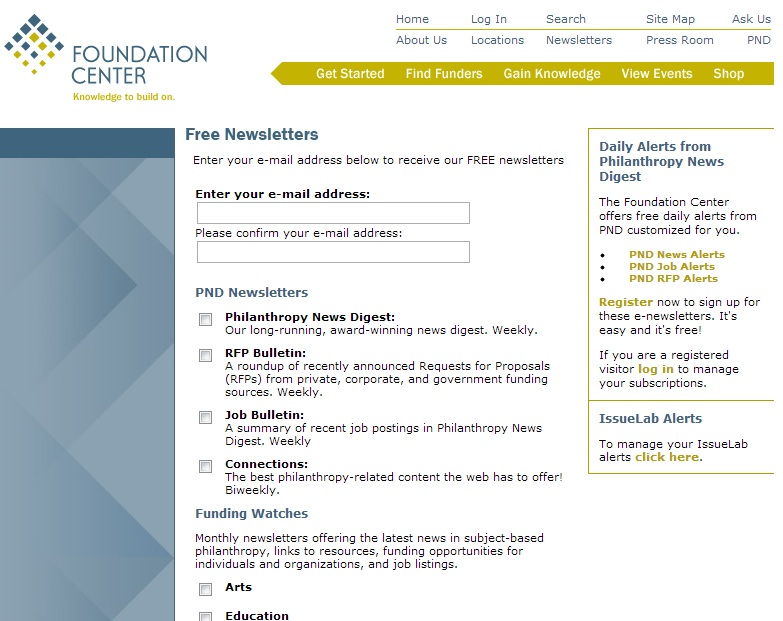 Home Log In Search Site Map Ask Us
About Us Locations Newsletters Press Room PND
FOUNDATION
CENTER
Knowledge to build on.
Get Started Find Funders Gain Knowledge View Events Shop
Free Newsletters
Enter your e-mail address below to receive our FREE newsletters
Enter your e-mail address:
Please confirm your e-mail address:
PND Newsletters
Philanthropy News Digest:
Our long-running, award-winning news digest. Weekly.
RFP Bulletin:
A roundup of recently announced Requests for Proposals
(RFPs) from private, corporate, and government funding
sources. Weekly.
Job Bulletin:
A summary of recent job postings in Philanthropy News
Digest. Weekly
Connections:
The best philanthropy-related content the web has to offer!
Biweekly.
Funding Watches
Monthly newsletters offering the latest news in subject-based
philanthropy, links to resources, funding opportunities for
individuals and organizations, and job listings.
Arts
Education
Daily Alerts from
Philanthropy News
Digest
The Foundation Center
offers free daily alerts from
PND customized for you.
• PND News Alerts
• PND Job Alerts
• PND RFP Alerts
Register now to sign up for
these e-newsletters. It's
easy and it's free!
If you are a registered
visitor log in to manage
your subscriptions.
IssueLab Alerts
To manage your IssueLab
alerts click here.